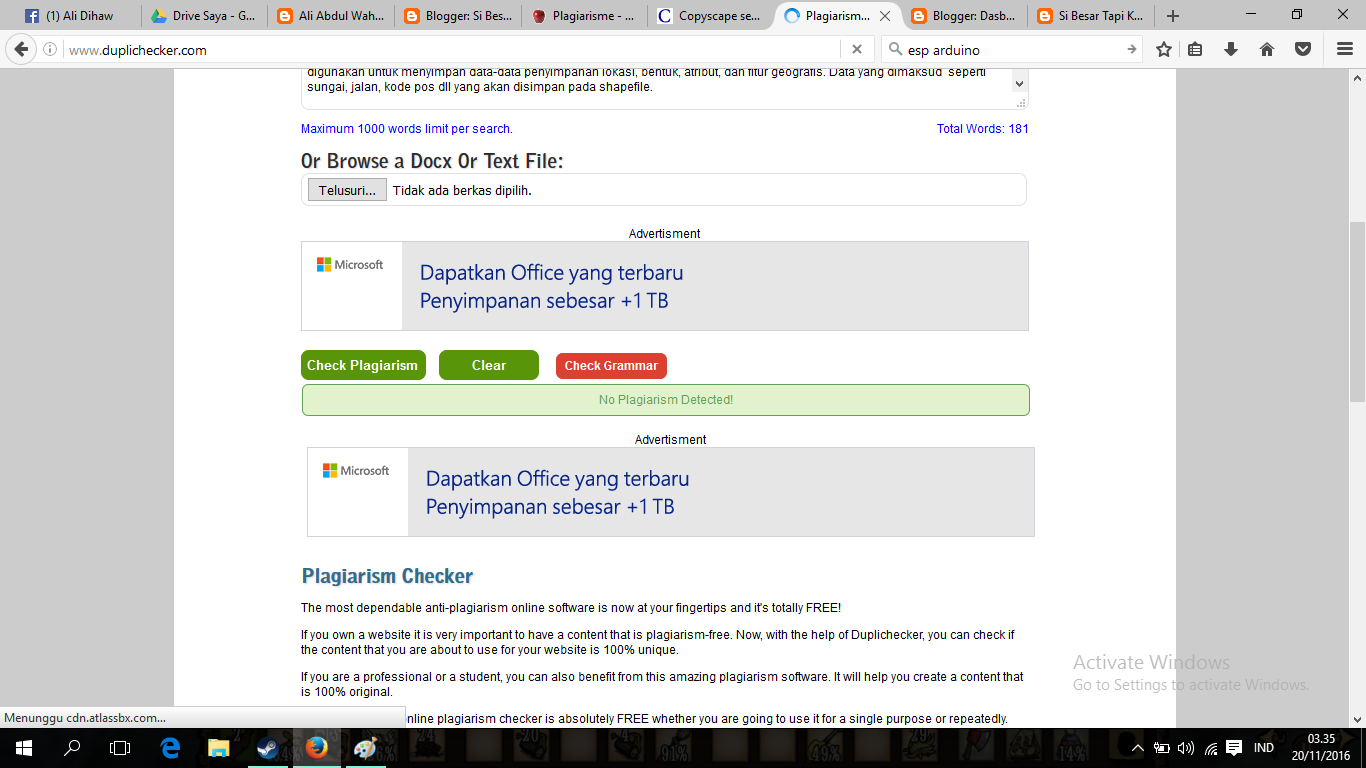 (1) Ali Dihaw
Drive Saya - G...
Ali Abdul Wah...
Blogger: Si Bes...
Plagiarisme - ...
Copyscape se...
Plagiarism...
Blogger: Dasb...
Si Besar Tapi K...
www.duplichecker.com
esp arduino
digunakan untuk menyimpan data-data penyimpanan lokasi, bentuk, atribut, dan fitur geografis. Data yang dimaksud seperti
sungai, jalan, kode pos dll yang akan disimpan pada shapefile.
Maximum 1000 words limit per search.
Total Words: 181
Or Browse a Docx Or Text File:
Telusuri... Tidak ada berkas dipilih.
Advertisment
Microsoft
Dapatkan Office yang terbaru
Penyimpanan sebesar +1 TB
Check Plagiarism
Clear
Check Grammar
No Plagiarism Detected!
Advertisment
Microsoft
Dapatkan Office yang terbaru
Penyimpanan sebesar +1 TB
Plagiarism Checker
The most dependable anti-plagiarism online software is now at your fingertips and it's totally FREE!
If you own a website it is very important to have a content that is plagiarism-free. Now, with the help of Duplichecker, you can check if
the content that you are about to use for your website is 100% unique.
If you are a professional or a student, you can also benefit from this amazing plagiarism software. It will help you create a content that
is 100% original.
nline plagiarism checker is absolutely FREE whether you are going to use it for a single purpose or repeatedly.
Activate Windows
Go to Settings to activate Windows.
Menunggu cdn.atlassbx.com...
IND
03.35
20/11/2016